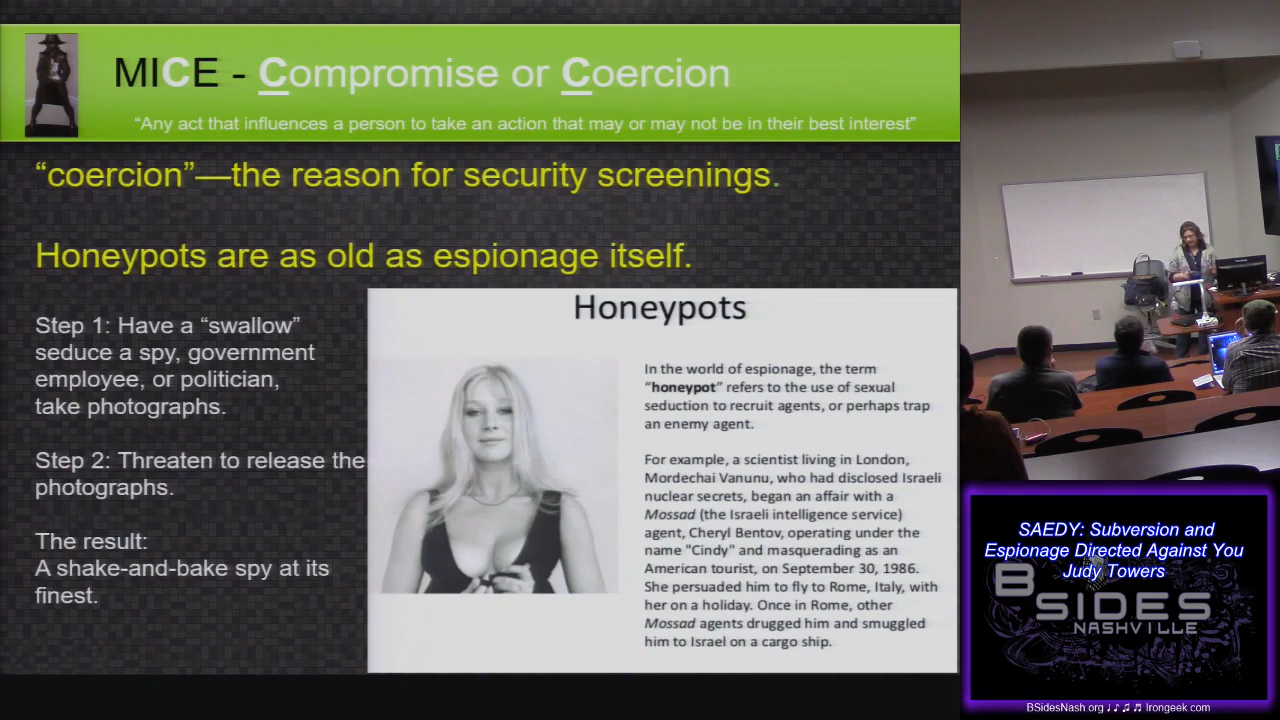 MICE - Compromise or Coercion
“Any act that influences a person to take an action that may or may not be in their best interest”
“coercion”—the reason for security screenings.
Honeypots are as old as espionage itself.
Step 1: Have a “swallow”
seduce a spy, government
employee, or politician,
take photographs.
Step 2: Threaten to release the
photographs.
The result:
A shake-and-bake spy at its
finest.
Honeypots
In the world of espionage, the term
“honeypot” refers to the use of sexual
seduction to recruit agents, or perhaps trap
an enemy agent.
For example, a scientist living in London,
Mordechai Vanunu, who had disclosed Israeli
nuclear secrets, began an affair with a
Mossad (the Israeli intelligence service)
agent, Cheryl Bentov, operating under the
name "Cindy" and masquerading as an
American tourist, on September 30, 1986.
She persuaded him to fly to Rome, Italy, with
her on a holiday. Once in Rome, other
Mossad agents drugged him and smuggled
him to Israel on a cargo ship.
SAEDY: Subversion and
Espionage Directed Against You
Judy Towers
BSIDES
NASHVILLE
BSidesNash.org ♩♪♫♬ Irongeek.com